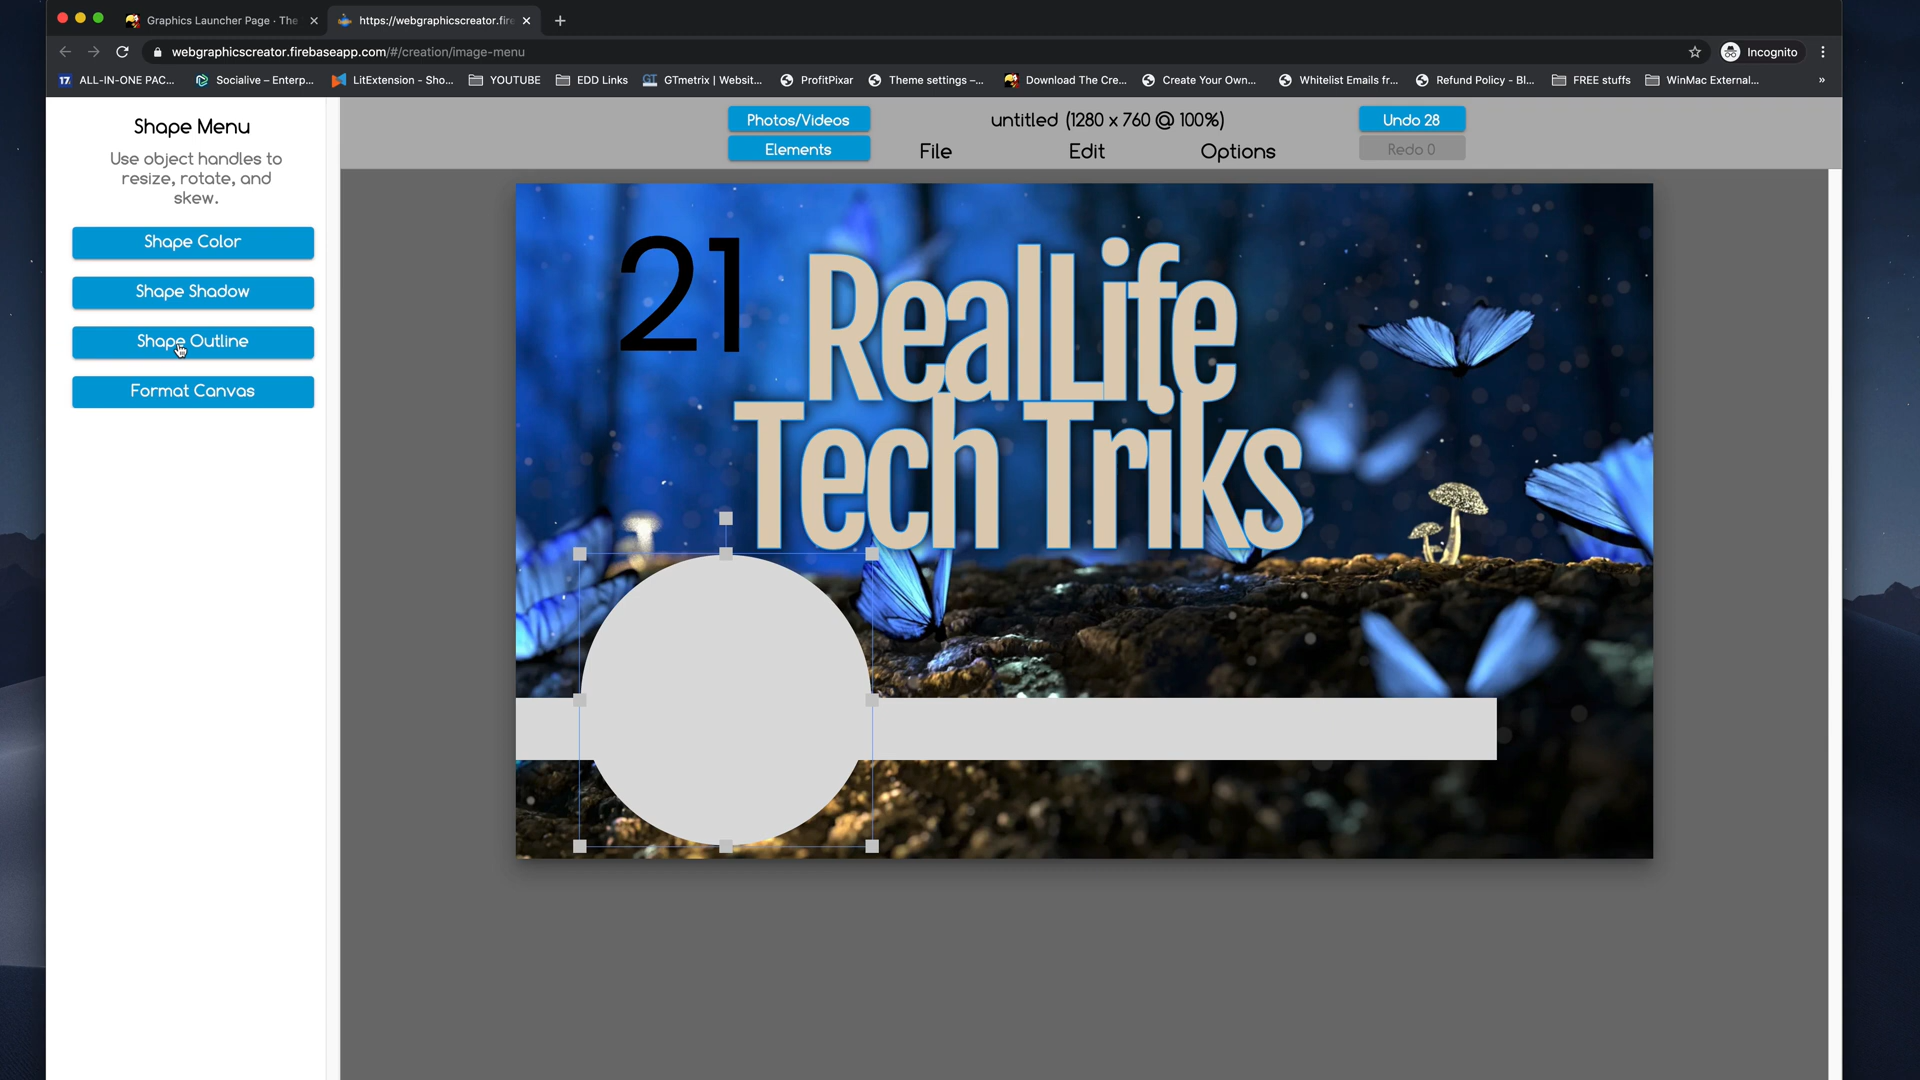 Graphics Launcher Page · The
https://webgraphicscreator.fire
webgraphicscreator.firebaseapp.com/#/creation/image-menu
Incognito
17 ALL-IN-ONE PAC...
Socialive – Enterp...
LitExtension - Sho...
YOUTUBE
EDD Links
GT GTmetrix | Websit...
ProfitPixar
Theme settings –...
Download The Cre...
Create Your Own...
Whitelist Emails fr...
Refund Policy - Bl...
FREE stuffs
WinMac External...
Shape Menu
Use object handles to
resize, rotate, and
skew.
Shape Color
Shape Shadow
Shape Outline
Format Canvas
Photos/Videos
Elements
untitled (1280 x 760 @ 100%)
File
Edit
Options
Undo 28
Redo 0
21
RealLife
Tech Triks